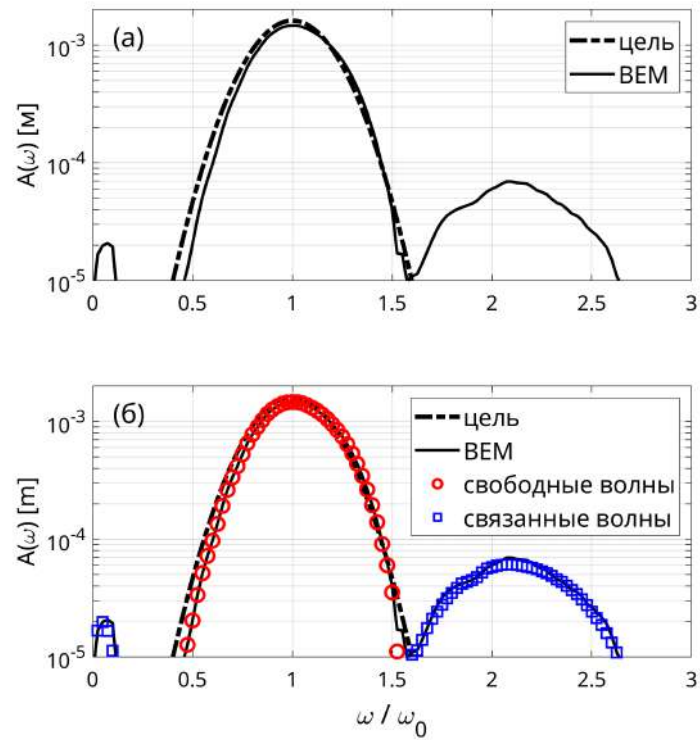 (а)
цель
BEM
A(ω) [м]
10⁻³
10⁻⁴
10⁻⁵
0 0.5 1 1.5 2 2.5 3
(б)
цель
BEM
свободные волны
связанные волны
A(ω) [m]
10⁻³
10⁻⁴
10⁻⁵
0 0.5 1 1.5 2 2.5 3
ω / ω₀